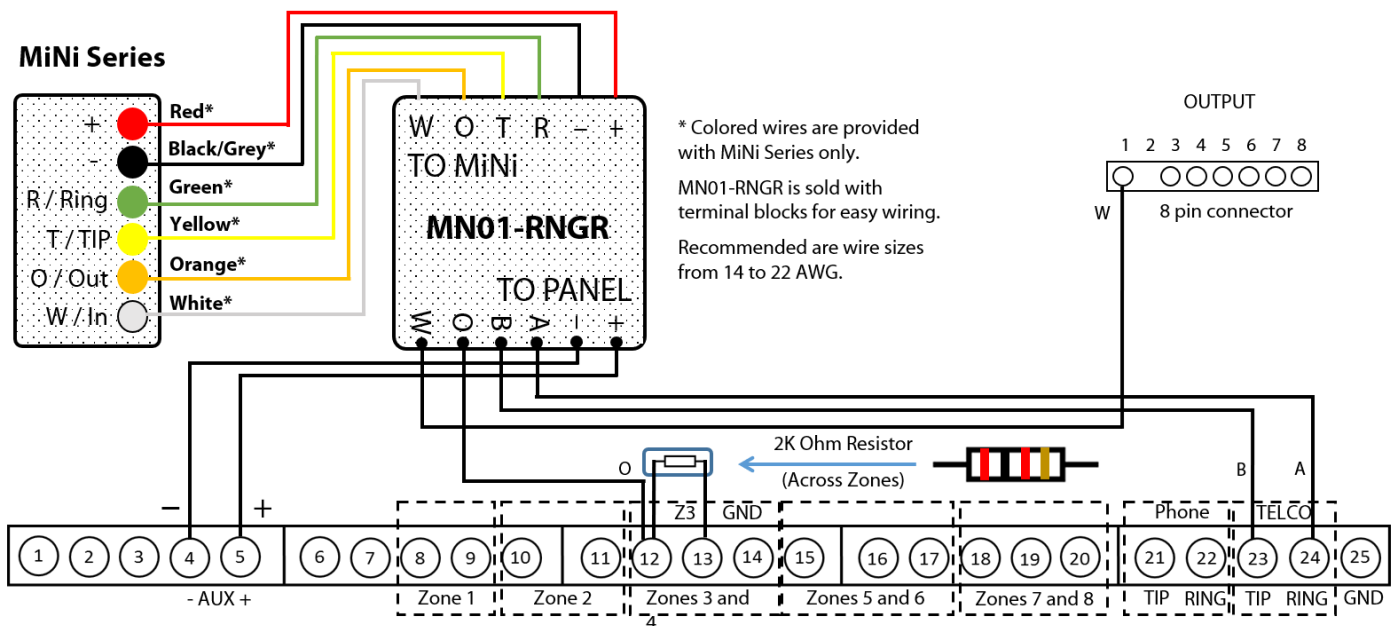 MiNi Series
+
Red*
-
Black/Grey*
R / Ring
Green*
T / TIP
Yellow*
O / Out
Orange*
W / In
White*
W O T R – +
TO MiNi
MN01-RNGR
TO PANEL
W O B A – +
* Colored wires are provided
with MiNi Series only.
MN01-RNGR is sold with
terminal blocks for easy wiring.
Recommended are wire sizes
from 14 to 22 AWG.
OUTPUT
1 2 3 4 5 6 7 8
W
8 pin connector
2K Ohm Resistor
(Across Zones)
O
B
A
– +
Z3 GND
Phone
TELCO
1 2 3 4 5 6 7 8 9 10 11 12 13 14 15 16 17 18 19 20 21 22 23 24 25
- AUX +
Zone 1
Zone 2
Zones 3 and
4
Zones 5 and 6
Zones 7 and 8
TIP RING TIP RING GND